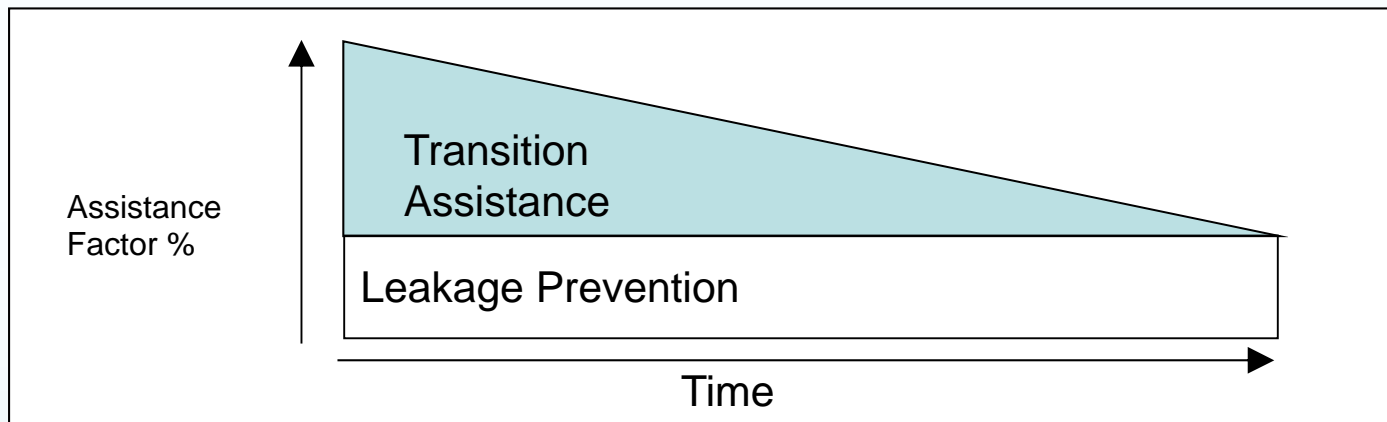 Transition
Assistance
Assistance
Factor %
Leakage Prevention
Time